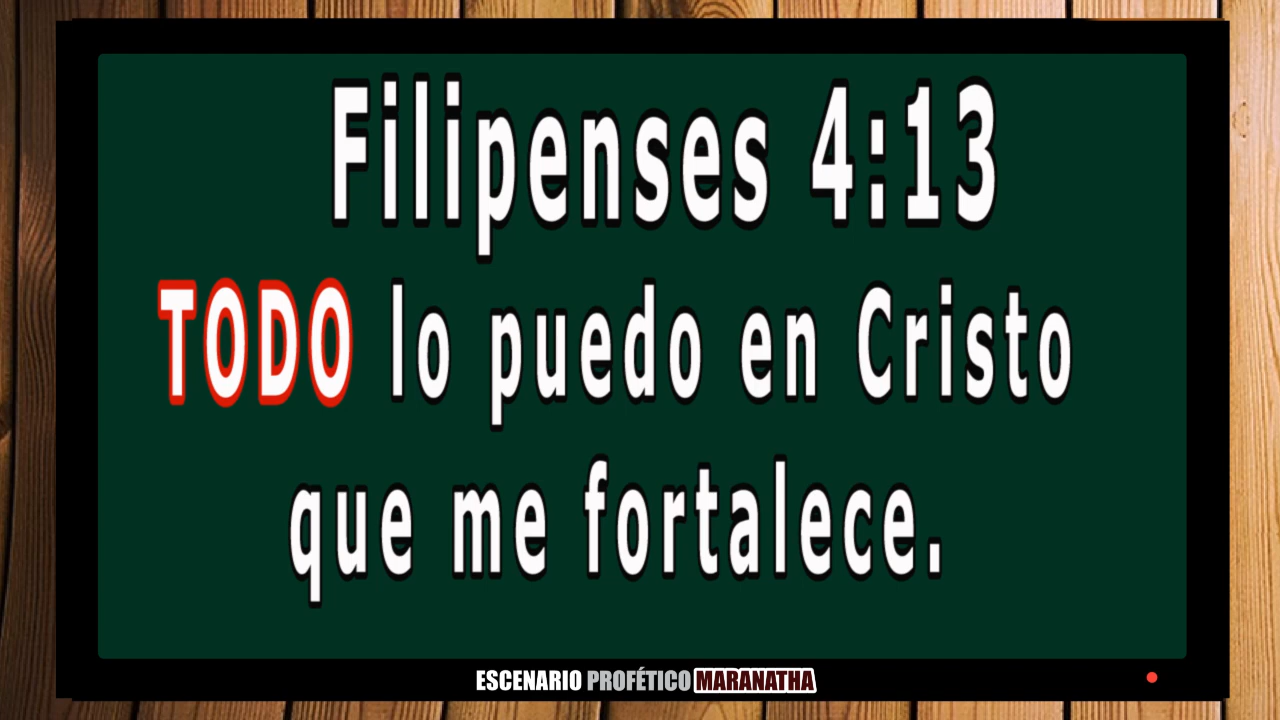 Filipenses 4:13
TODO lo puedo en Cristo
que me fortalece.
ESCENARIO PROFÉTICO MARANATHA